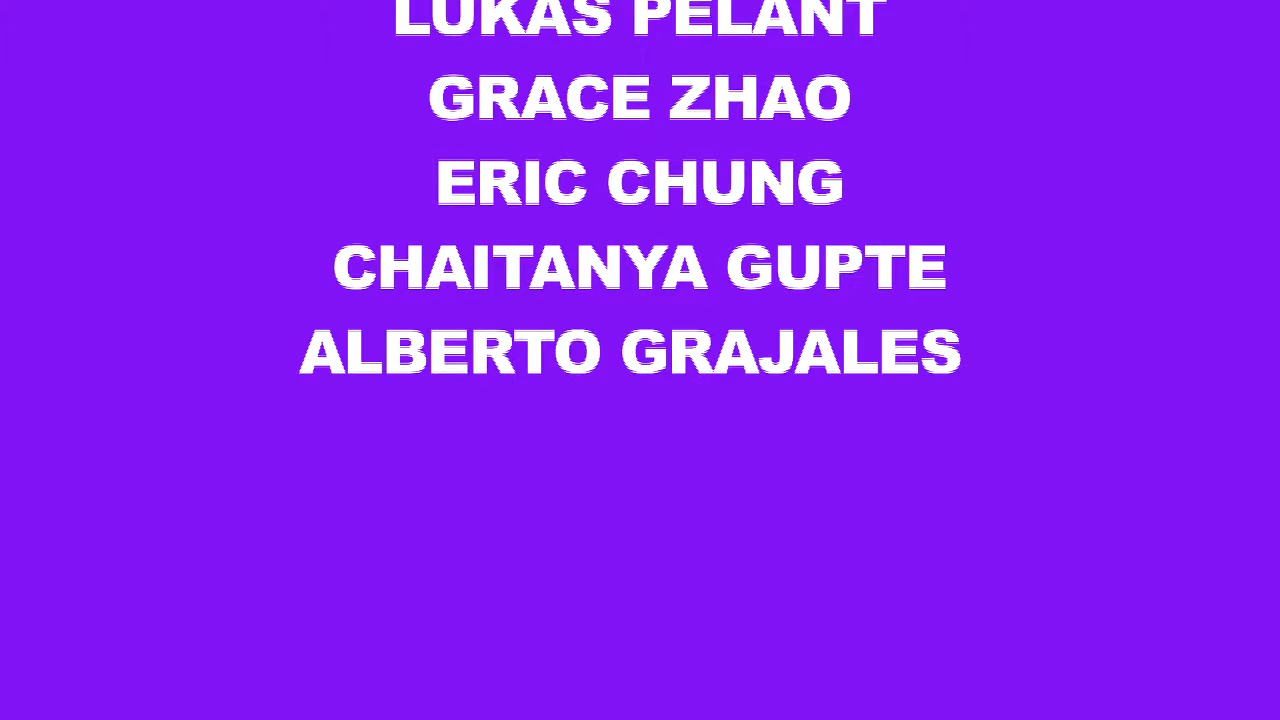 LUKAS PELANT
GRACE ZHAO
ERIC CHUNG
CHAITANYA GUPTE
ALBERTO GRAJALES